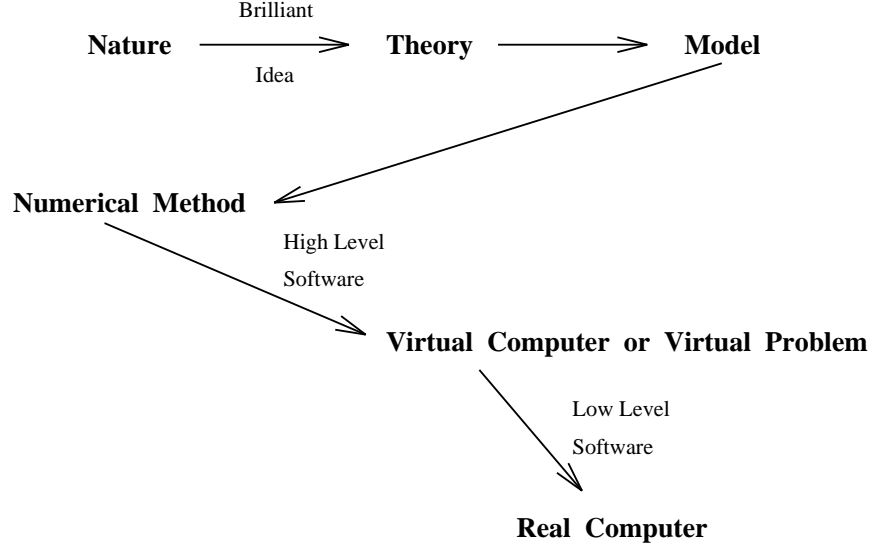 Brilliant
Nature Theory Model
Idea
Numerical Method
High Level
Software
Virtual Computer or Virtual Problem
Low Level
Software
Real Computer